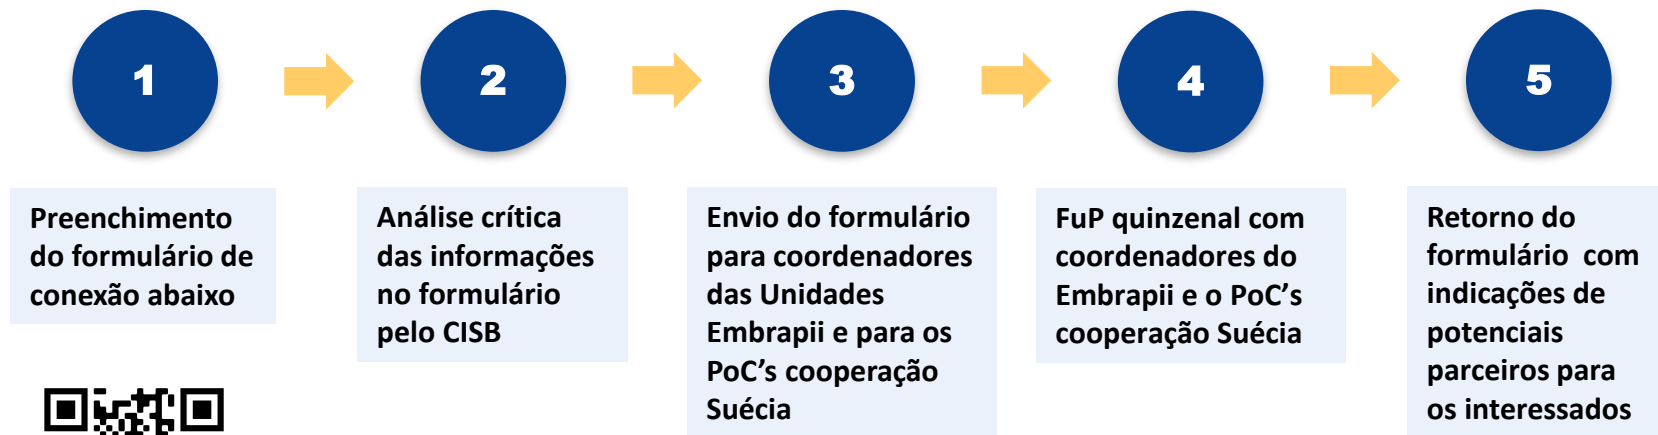 1
2
3
4
5
Preenchimento
do formulário de
conexão abaixo
Análise crítica
das informações
no formulário
pelo CISB
Envio do formulário
para coordenadores
das Unidades
Embrapii e para os
PoC’s cooperação
Suécia
FuP quinzenal com
coordenadores do
Embrapii e o PoC’s
cooperação Suécia
Retorno do
formulário com
indicações de
potenciais
parceiros para
os interessados